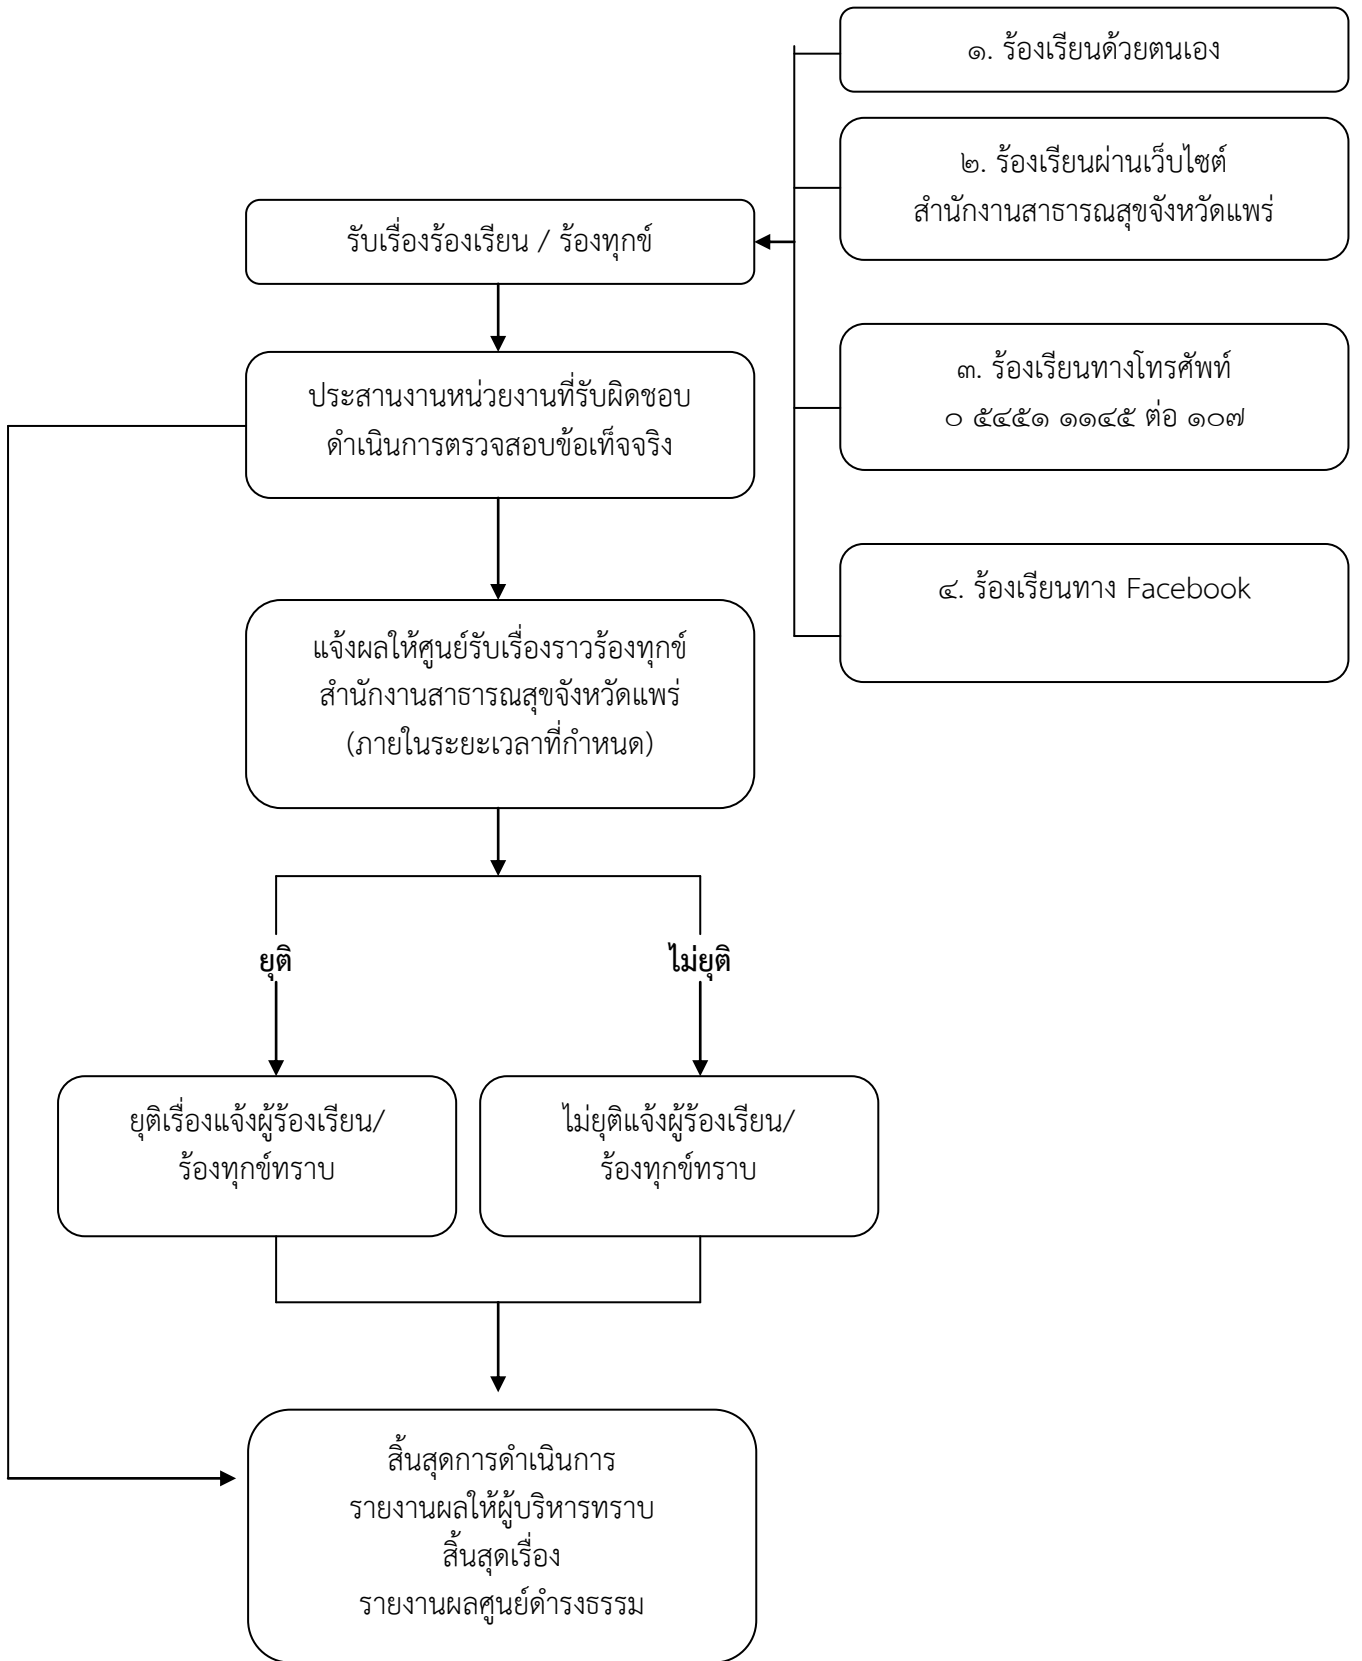 ๑. ร้องเรียนด้วยตนเอง
๒. ร้องเรียนผ่านเว็บไซต์
สำนักงานสาธารณสุขจังหวัดแพร่
รับเรื่องร้องเรียน / ร้องทุกข์
๓. ร้องเรียนทางโทรศัพท์
๐ ๕๔๕๑ ๑๑๔๕ ต่อ ๑๐๗
ประสานงานหน่วยงานที่รับผิดชอบ
ดำเนินการตรวจสอบข้อเท็จจริง
๔. ร้องเรียนทาง Facebook
แจ้งผลให้ศูนย์รับเรื่องราวร้องทุกข์
สำนักงานสาธารณสุขจังหวัดแพร่
(ภายในระยะเวลาที่กำหนด)
ยุติ
ไม่ยุติ
ยุติเรื่องแจ้งผู้ร้องเรียน/
ร้องทุกข์ทราบ
ไม่ยุติแจ้งผู้ร้องเรียน/
ร้องทุกข์ทราบ
สิ้นสุดการดำเนินการ
รายงานผลให้ผู้บริหารทราบ
สิ้นสุดเรื่อง
รายงานผลศูนย์ดำรงธรรม